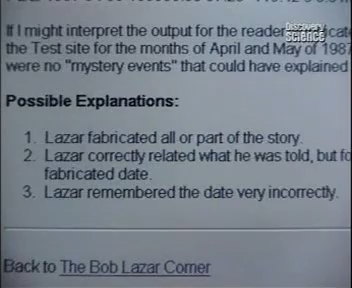 If I might interpret the output for the reader
the Test site for the months of April and May of 1987
were no "mystery events" that could have explained
Possible Explanations:
1. Lazar fabricated all or part of the story.
2. Lazar correctly related what he was told, but
fabricated date.
3. Lazar remembered the date very incorrectly.
Back to The Bob Lazar Corner
Discovery
SCIENCE